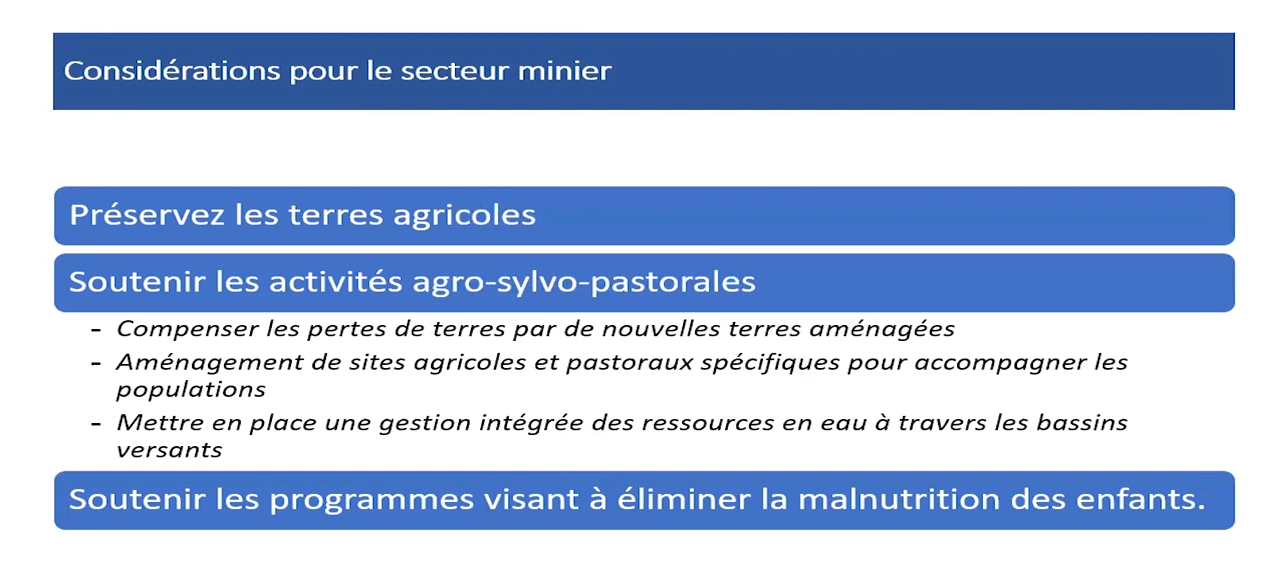 Considérations pour le secteur minier
Préservez les terres agricoles
Soutenir les activités agro-sylvo-pastorales
- Compenser les pertes de terres par de nouvelles terres aménagées
- Aménagement de sites agricoles et pastoraux spécifiques pour accompagner les
populations
- Mettre en place une gestion intégrée des ressources en eau à travers les bassins
versants
Soutenir les programmes visant à éliminer la malnutrition des enfants.